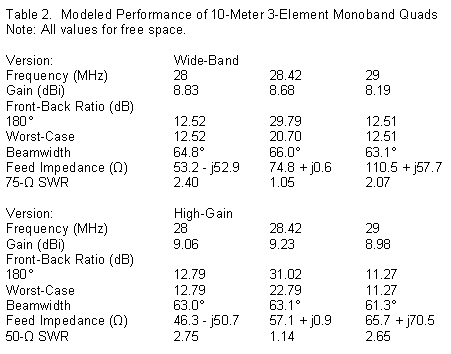 Table 2. Modeled Performance of 10-Meter 3-Element Monoband Quads
Note: All values for free space.
Version: Wide-Band
Frequency (MHz) 28 28.42 29
Gain (dBi) 8.83 8.68 8.19
Front-Back Ratio (dB)
180° 12.52 29.79 12.51
Worst-Case 12.52 20.70 12.51
Beamwidth 64.8° 66.0° 63.1°
Feed Impedance (Ω) 53.2 - j52.9 74.8 + j0.6 110.5 + j57.7
75-Ω SWR 2.40 1.05 2.07
Version: High-Gain
Frequency (MHz) 28 28.42 29
Gain (dBi) 9.06 9.23 8.98
Front-Back Ratio (dB)
180° 12.79 31.02 11.27
Worst-Case 12.79 22.79 11.27
Beamwidth 63.0° 63.1° 61.3°
Feed Impedance (Ω) 46.3 - j50.7 57.1 + j0.9 65.7 + j70.5
50-Ω SWR 2.75 1.14 2.65